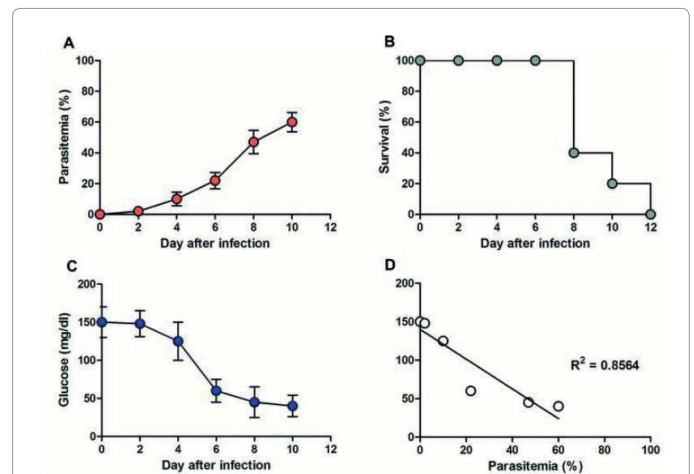 A
Parasitemia (%)
100
80
60
40
20
0
0 2 4 6 8 10 12
Day after infection
B
Survival (%)
100
80
60
40
20
0
0 2 4 6 8 10 12
Day after infection
C
Glucose (mg/dl)
200
150
100
50
0
0 2 4 6 8 10 12
Day after infection
D
200
150
100
50
0
R² = 0.8564
0 20 40 60 80 100
Parasitemia (%)